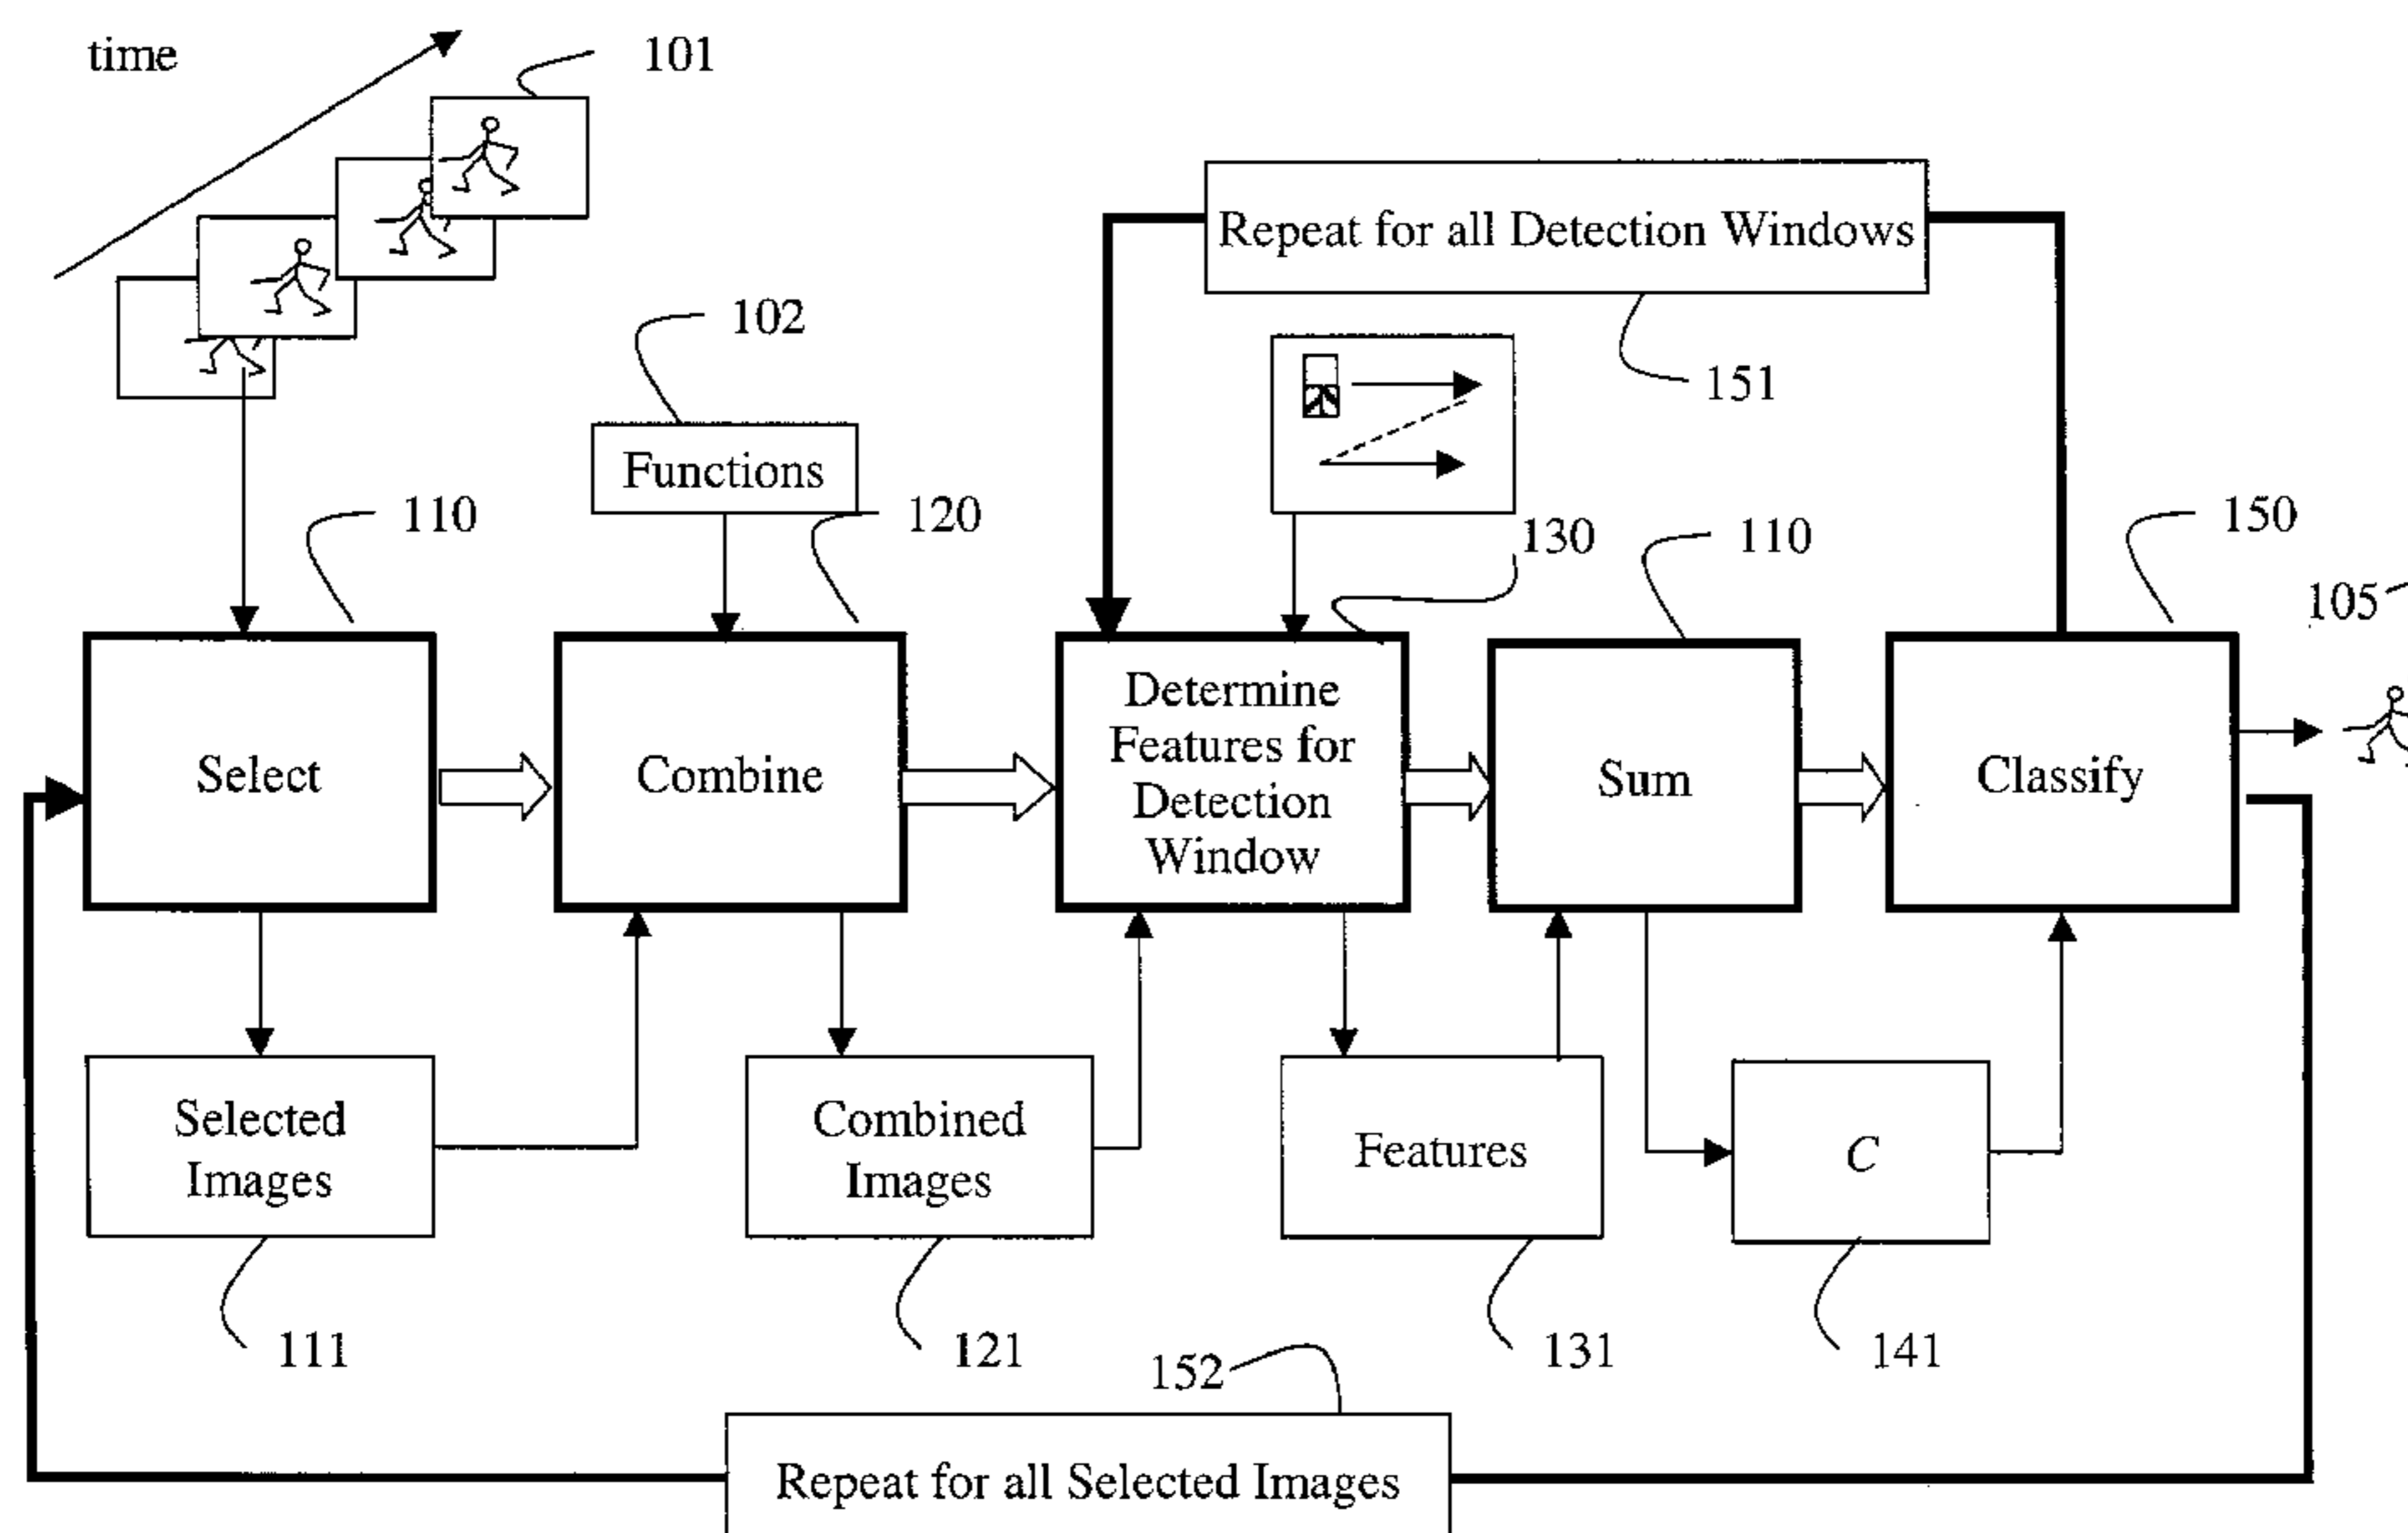 time
101
Repeat for all Detection Windows
102
151
Functions
110
120
130
110
150
105
Select
Combine
Determine
Features for
Detection
Window
Sum
Classify
Selected
Images
Combined
Images
Features
C
111
121
131
141
152
Repeat for all Selected Images